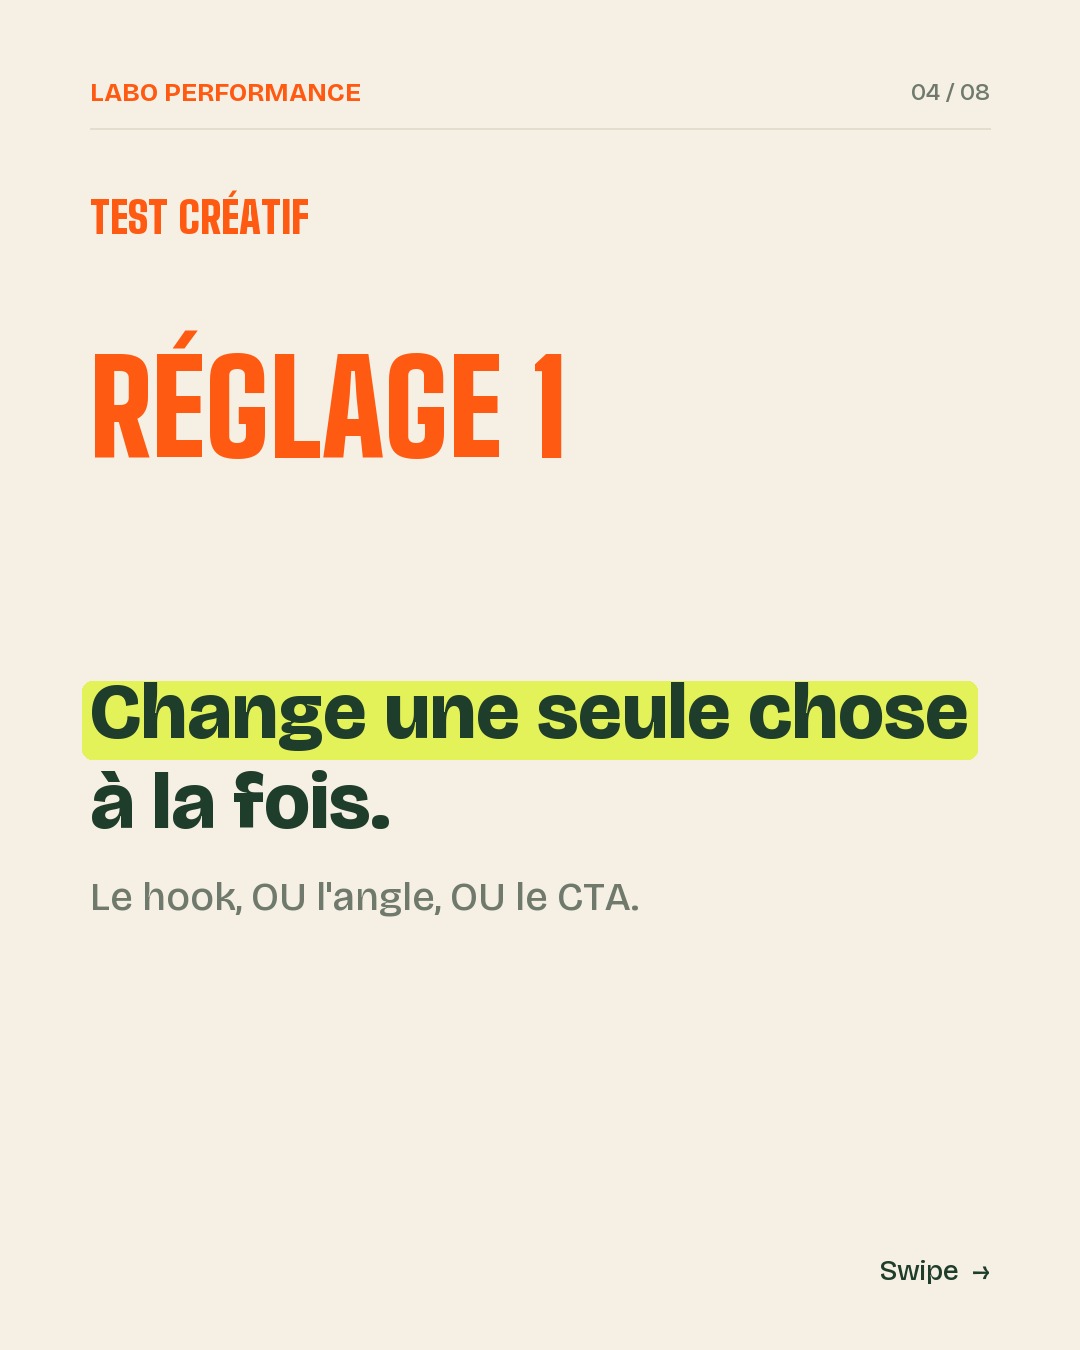 LABO PERFORMANCE
04 / 08
TEST CRÉATIF
RÉGLAGE 1
Change une seule chose
à la fois.
Le hook, OU l'angle, OU le CTA.
Swipe →